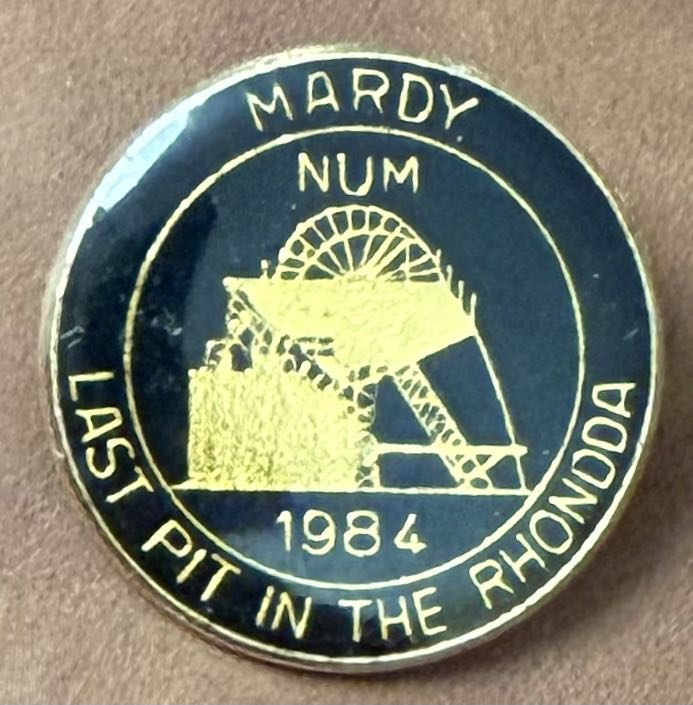 MARDY
NUM
1984
LAST PIT IN THE RHONDDA